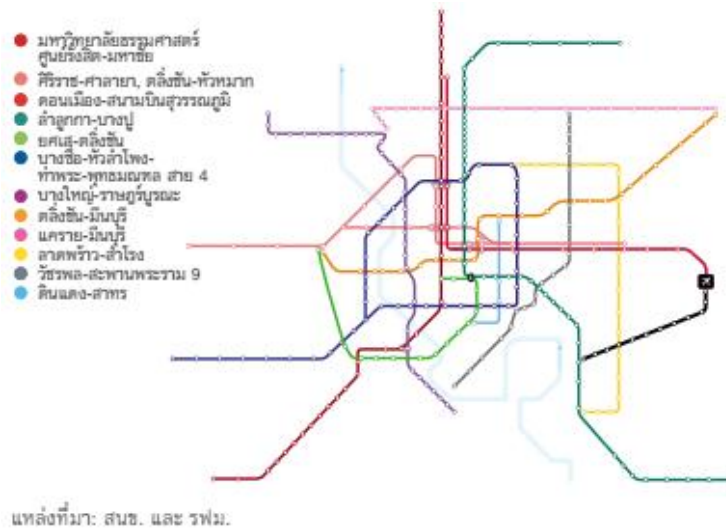 มหาวิทยาลัยธรรมศาสตร์
ศูนย์รังสิต-มหาชัย
ศิริราช-ศาลายา, ตลิ่งชัน-หัวหมาก
ดอนเมือง-สนามบินสุวรรณภูมิ
ลำลูกกา-บางปู
ยศเส-ตลิ่งชัน
บางซื่อ-หัวลำโพง-
ท่าพระ-พุทธมณฑล สาย 4
บางใหญ่-ราษฎร์บูรณะ
ตลิ่งชัน-มีนบุรี
แคราย-มีนบุรี
ลาดพร้าว-สำโรง
วัชรพล-สะพานพระราม 9
ดินแดง-สาทร
แหล่งที่มา: สนข. และ รฟม.